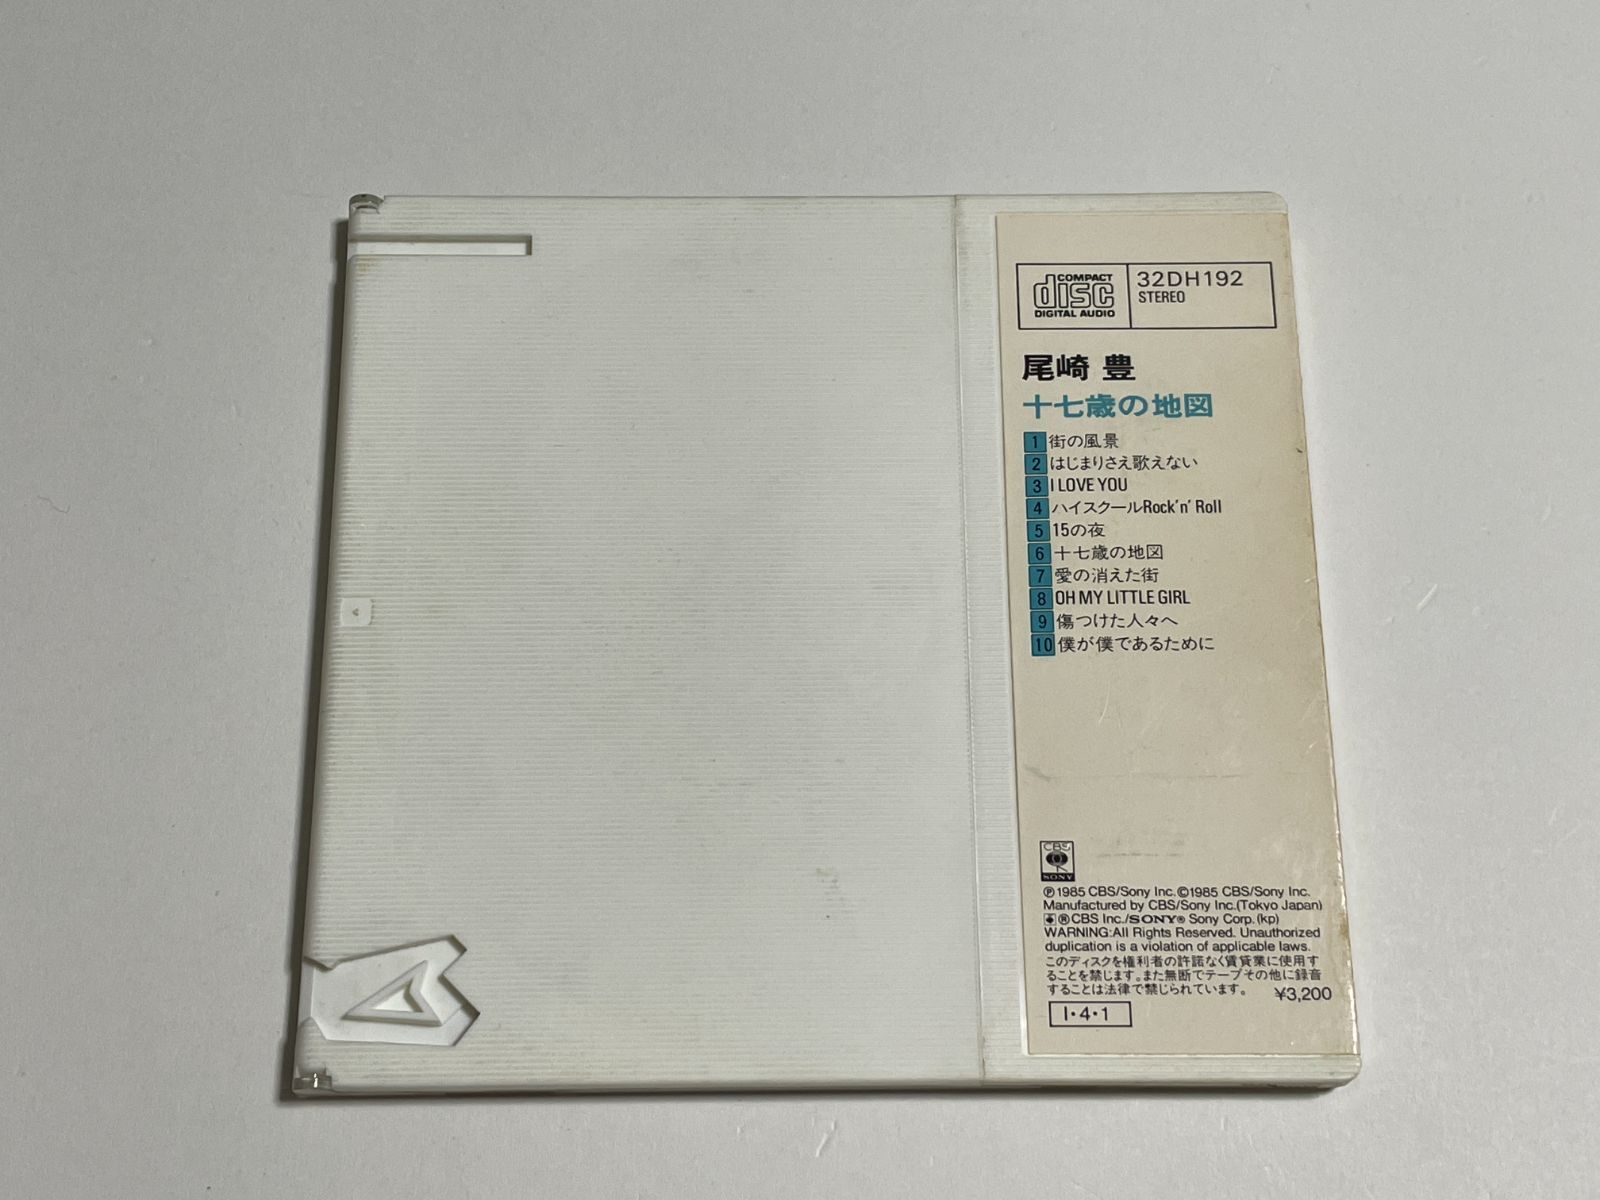 COMPACT
disc
DIGITAL AUDIO
32DH192
STEREO
尾崎 豊
十七歳の地図
1 街の風景
2 はじまりさえ歌えない
3 I LOVE YOU
4 ハイスクールRock'n' Roll
5 15の夜
6 十七歳の地図
7 愛の消えた街
8 OH MY LITTLE GIRL
9 傷つけた人々へ
10 僕が僕であるために
CBS
SONY
℗1985 CBS/Sony Inc.©1985 CBS/Sony Inc.
Manufactured by CBS/Sony Inc.(Tokyo Japan)
®CBS Inc./SONY® Sony Corp.(kp)
WARNING:All Rights Reserved. Unauthorized
duplication is a violation of applicable laws.
このディスクを権利者の許諾なく賃貸業に使用す
ることを禁じます。また無断でテープその他に録音
することは法律で禁じられています。 ¥3,200
I・4・1